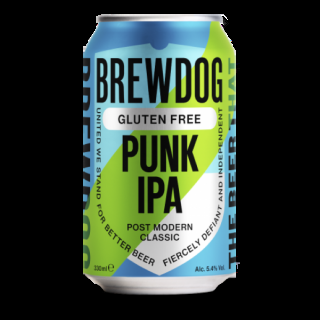 BREWDOG
GLUTEN FREE
PUNK
IPA
POST MODERN
CLASSIC
UNITED WE STAND FOR BETTER BEER
FIERCELY DEFIANT AND INDEPENDENT
330ml e
Alc. 5.4% Vol.
BREWDOG
THE BEER THAT